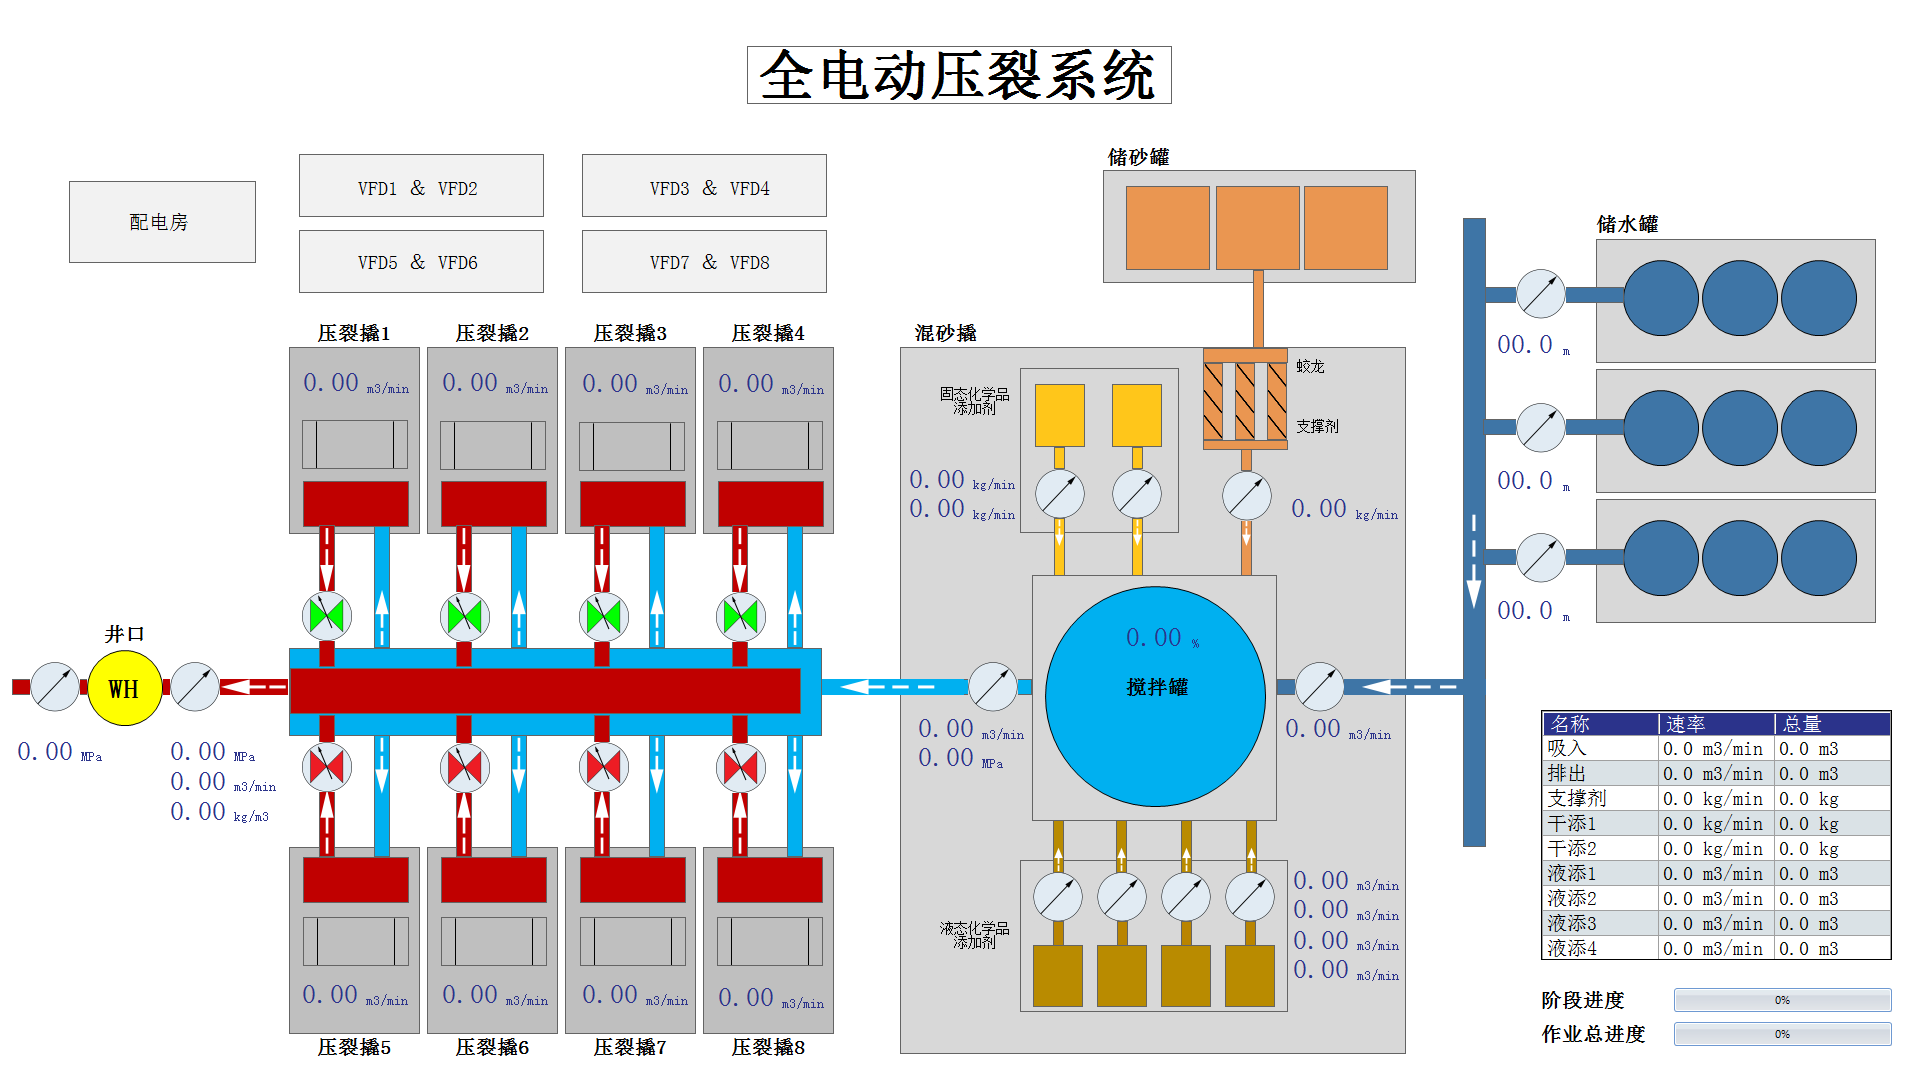 全电动压裂系统
配电房
VFD1 & VFD2
VFD3 & VFD4
VFD5 & VFD6
VFD7 & VFD8
储砂罐
储水罐
压裂撬1
压裂撬2
压裂撬3
压裂撬4
0.00 m3/min
0.00 m3/min
0.00 m3/min
0.00 m3/min
混砂撬
固态化学品
添加剂
蛟龙
支撑剂
0.00 kg/min
0.00 kg/min
0.00 kg/min
00.0 m
00.0 m
00.0 m
井口
WH
0.00 MPa
0.00 MPa
0.00 m3/min
0.00 kg/m3
0.00 %
搅拌罐
0.00 m3/min
0.00 MPa
0.00 m3/min
液态化学品
添加剂
0.00 m3/min
0.00 m3/min
0.00 m3/min
0.00 m3/min
0.00 m3/min
0.00 m3/min
0.00 m3/min
0.00 m3/min
压裂撬5
压裂撬6
压裂撬7
压裂撬8
名称 速率 总量
吸入 0.0 m3/min 0.0 m3
排出 0.0 m3/min 0.0 m3
支撑剂 0.0 kg/min 0.0 kg
干添1 0.0 kg/min 0.0 kg
干添2 0.0 kg/min 0.0 kg
液添1 0.0 m3/min 0.0 m3
液添2 0.0 m3/min 0.0 m3
液添3 0.0 m3/min 0.0 m3
液添4 0.0 m3/min 0.0 m3
阶段进度 0%
作业总进度 0%